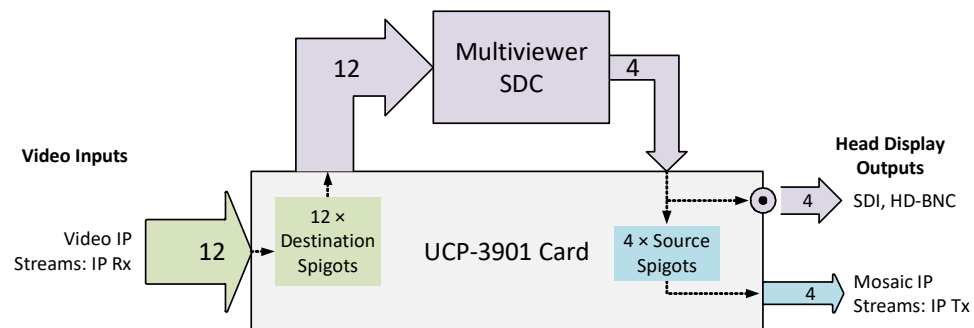 12
Multiviewer
SDC
4
Video Inputs
Head Display
Outputs
4
SDI, HD-BNC
Video IP
Streams: IP Rx
12
12 ×
Destination
Spigots
UCP-3901 Card
4 × Source
Spigots
4
Mosaic IP
Streams: IP Tx